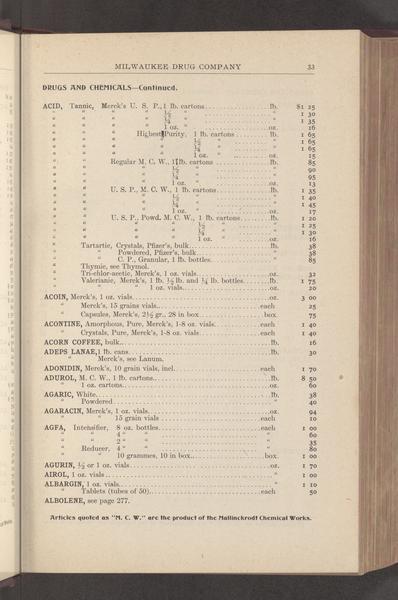 MILWAUKEE DRUG COMPANY 33
DRUGS AND CHEMICALS—Continued.
ACID, Tannic, Merck's U. S. P., 1 lb. cartons lb. $1 25
" " " " ½ " " 1 30
" " " " ¼ " " 1 35
" " " " 1 oz. " oz. 16
" " " Highest Purity, 1 lb. cartons lb. 1 65
" " " " ½ " " 1 65
" " " " ¼ " " 1 65
" " " " 1 oz. " oz. 15
" " Regular M. C. W., 1 lb. cartons lb. 85
" " " " ½ " " 90
" " " " ¼ " " 95
" " " " 1 oz. " oz. 13
" " U. S. P., M. C. W., 1 lb. cartons lb. 1 35
" " " " ½ " " 1 40
" " " " ¼ " " 1 45
" " " " 1 oz. " oz. 17
" " U. S. P., Powd. M. C. W., 1 lb. cartons lb. 1 20
" " " " ½ " " 1 25
" " " " ¼ " " 1 30
" " " " 1 oz. " oz. 16
" Tartaric, Crystals, Pfizer's, bulk lb. 38
" " Powdered, Pfizer's, bulk " 38
" " C. P., Granular, 1 lb. bottles " 85
" Thymic, see Thymol.
" Tri-chlor-acetic, Merck's, 1 oz. vials oz. 32
" Valerianic, Merck's, 1 lb. ½ lb. and ¼ lb. bottles lb. 1 75
" " " 1 oz. vials oz. 20
ACOIN, Merck's, 1 oz. vials oz. 3 00
" Merck's, 15 grains vials each 25
" Capsules, Merck's, 2½ gr., 28 in box box 75
ACONTINE, Amorphous, Pure, Merck's, 1-8 oz. vials each 1 40
" Crystals, Pure, Merck's, 1-8 oz. vials each 1 40
ACORN COFFEE, bulk lb. 16
ADEPS LANAE, 1 lb. cans lb. 30
" Merck's, see Lanum.
ADONIDIN, Merck's, 10 grain vials, incl. each 1 70
ADUROL, M. C. W., 1 lb. cartons lb. 8 50
" 1 oz. cartons oz. 60
AGARIC, White lb. 38
" Powdered " 40
AGARACIN, Merck's, 1 oz. vials oz. 94
" " 15 grain vials each 10
AGFA, Intensifier, 8 oz. bottles each 1 00
" " 4 " " " 60
" " 2 " " " 35
" Reducer, 4 " " " 80
" " 10 grammes, 10 in box box 1 00
AGURIN, ½ or 1 oz. vials oz. 1 70
AIROL, 1 oz. vials " 1 00
ALBARGIN, 1 oz. vials " 1 10
" Tablets (tubes of 50) each 50
ALBOLENE, see page 277.
Articles quoted as "M. C. W." are the product of the Mallinckrodt Chemical Works.